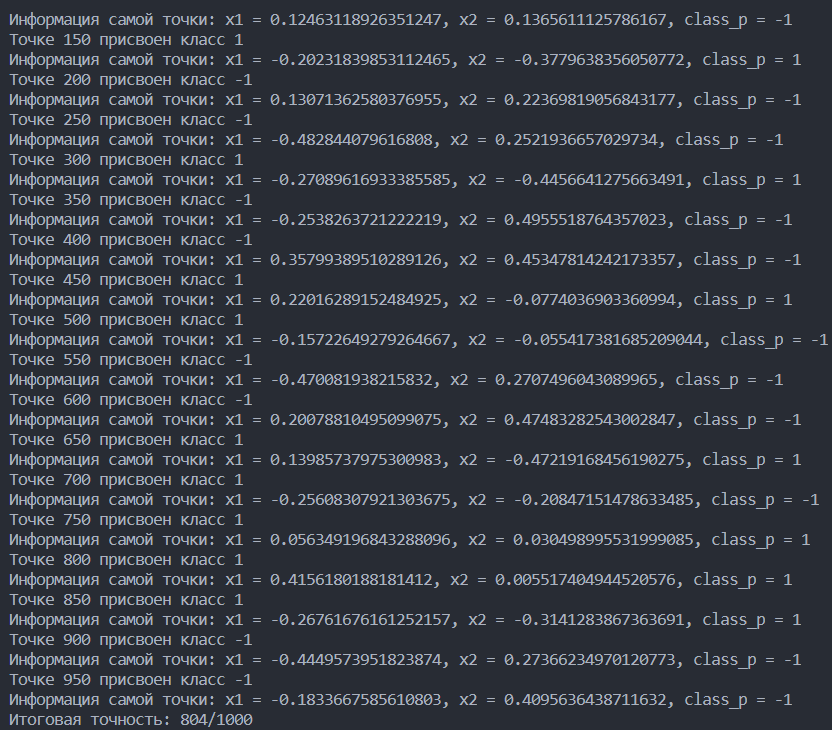 Информация самой точки: x1 = 0.12463118926351247, x2 = 0.1365611125786167, class_p = -1
Точке 150 присвоен класс 1
Информация самой точки: x1 = -0.20231839853112465, x2 = -0.3779638356050772, class_p = 1
Точке 200 присвоен класс -1
Информация самой точки: x1 = 0.13071362580376955, x2 = 0.22369819056843177, class_p = -1
Точке 250 присвоен класс -1
Информация самой точки: x1 = -0.482844079616808, x2 = 0.2521936657029734, class_p = -1
Точке 300 присвоен класс 1
Информация самой точки: x1 = -0.27089616933385585, x2 = -0.4456641275663491, class_p = 1
Точке 350 присвоен класс -1
Информация самой точки: x1 = -0.2538263721222219, x2 = 0.4955518764357023, class_p = -1
Точке 400 присвоен класс -1
Информация самой точки: x1 = 0.35799389510289126, x2 = 0.45347814242173357, class_p = -1
Точке 450 присвоен класс 1
Информация самой точки: x1 = 0.22016289152484925, x2 = -0.0774036903360994, class_p = 1
Точке 500 присвоен класс 1
Информация самой точки: x1 = -0.15722649279264667, x2 = -0.055417381685209044, class_p = -1
Точке 550 присвоен класс -1
Информация самой точки: x1 = -0.470081938215832, x2 = 0.2707496043089965, class_p = -1
Точке 600 присвоен класс -1
Информация самой точки: x1 = 0.20078810495099075, x2 = 0.47483282543002847, class_p = -1
Точке 650 присвоен класс 1
Информация самой точки: x1 = 0.13985737975300983, x2 = -0.47219168456190275, class_p = 1
Точке 700 присвоен класс 1
Информация самой точки: x1 = -0.25608307921303675, x2 = -0.20847151478633485, class_p = -1
Точке 750 присвоен класс 1
Информация самой точки: x1 = 0.056349196843288096, x2 = 0.030498995531999085, class_p = 1
Точке 800 присвоен класс 1
Информация самой точки: x1 = 0.4156180188181412, x2 = 0.005517404944520576, class_p = 1
Точке 850 присвоен класс 1
Информация самой точки: x1 = -0.26761676161252157, x2 = -0.3141283867363691, class_p = 1
Точке 900 присвоен класс -1
Информация самой точки: x1 = -0.4449573951823874, x2 = 0.27366234970120773, class_p = -1
Точке 950 присвоен класс -1
Информация самой точки: x1 = -0.1833667585610803, x2 = 0.4095636438711632, class_p = -1
Итоговая точность: 804/1000